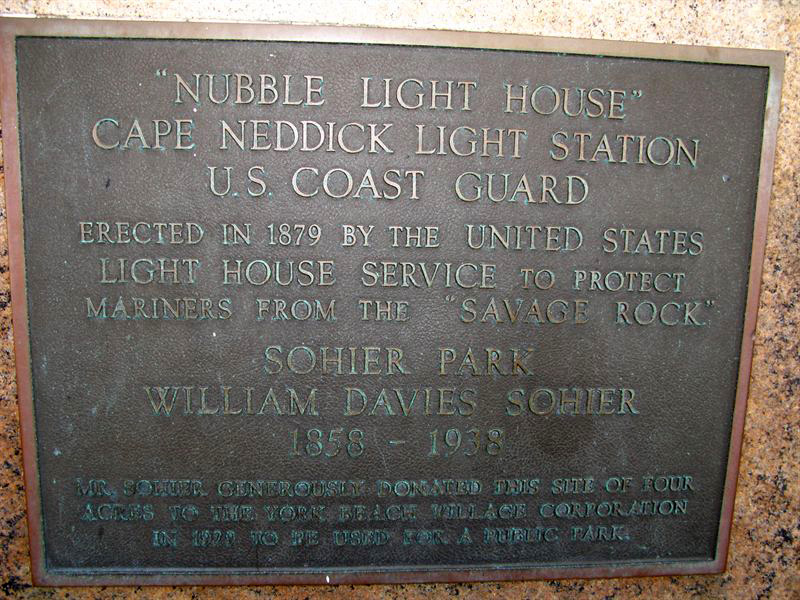 "NUBBLE LIGHT HOUSE"
CAPE NEDDICK LIGHT STATION
U.S. COAST GUARD
ERECTED IN 1879 BY THE UNITED STATES
LIGHT HOUSE SERVICE TO PROTECT
MARINERS FROM THE "SAVAGE ROCK"
SOHIER PARK
WILLIAM DAVIES SOHIER
1858 - 1938
MR. SOHIER GENEROUSLY DONATED THIS SITE OF FOUR
ACRES TO THE YORK BEACH VILLAGE CORPORATION
IN 1929 TO BE USED FOR A PUBLIC PARK.